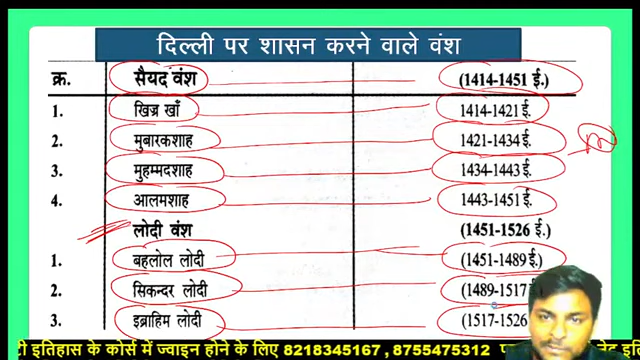 दिल्ली पर शासन करने वाले वंश
क्र. सैयद वंश (1414-1451 ई.)
1. खिज्र खाँ 1414-1421 ई.
2. मुबारकशाह 1421-1434 ई.
3. मुहम्मदशाह 1434-1443 ई.
4. आलमशाह 1443-1451 ई.
लोदी वंश (1451-1526 ई.)
1. बहलोल लोदी (1451-1489 ई.)
2. सिकन्दर लोदी (1489-1517 ई.
3. इब्राहिम लोदी (1517-1526
टी इतिहास के कोर्स में ज्वाइन होने के लिए 8218345167 , 8755475312 पर